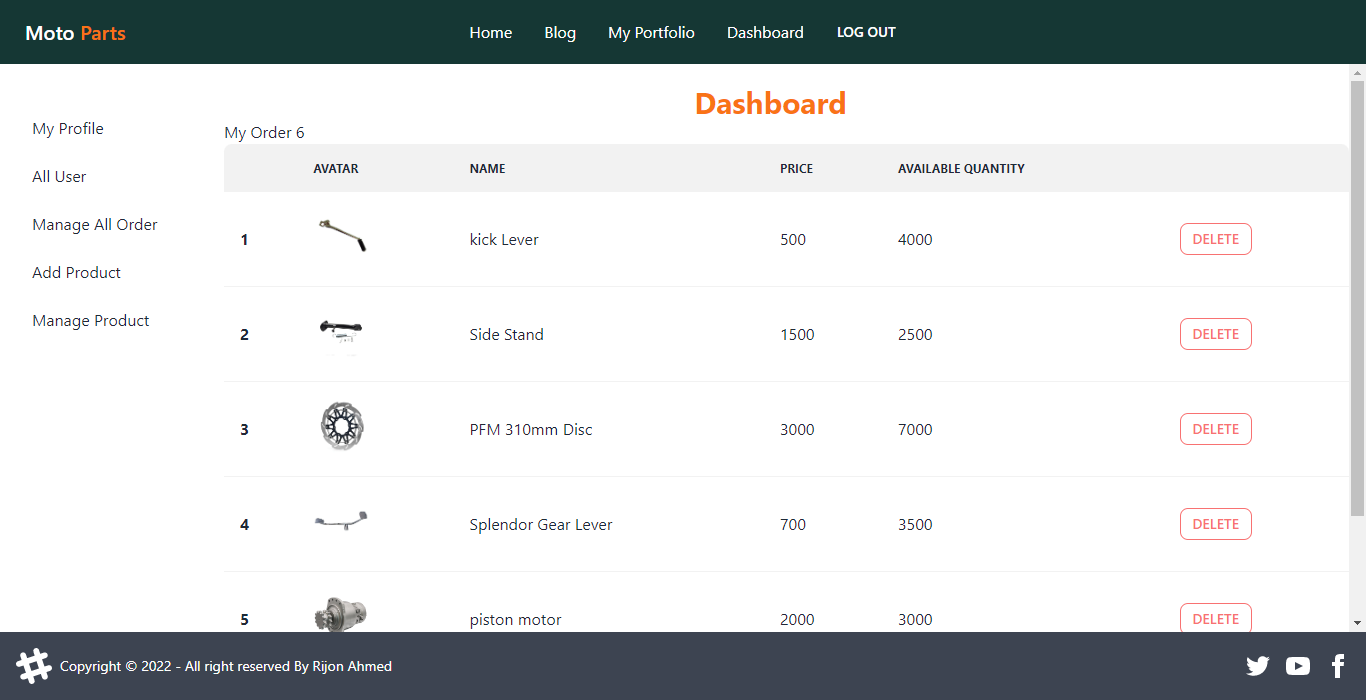 Moto Parts
Home Blog My Portfolio Dashboard LOG OUT
Dashboard
My Profile
All User
Manage All Order
Add Product
Manage Product
My Order 6
AVATAR NAME PRICE AVAILABLE QUANTITY
1 kick Lever 500 4000 DELETE
2 Side Stand 1500 2500 DELETE
3 PFM 310mm Disc 3000 7000 DELETE
4 Splendor Gear Lever 700 3500 DELETE
5 piston motor 2000 3000 DELETE
Copyright © 2022 - All right reserved By Rijon Ahmed